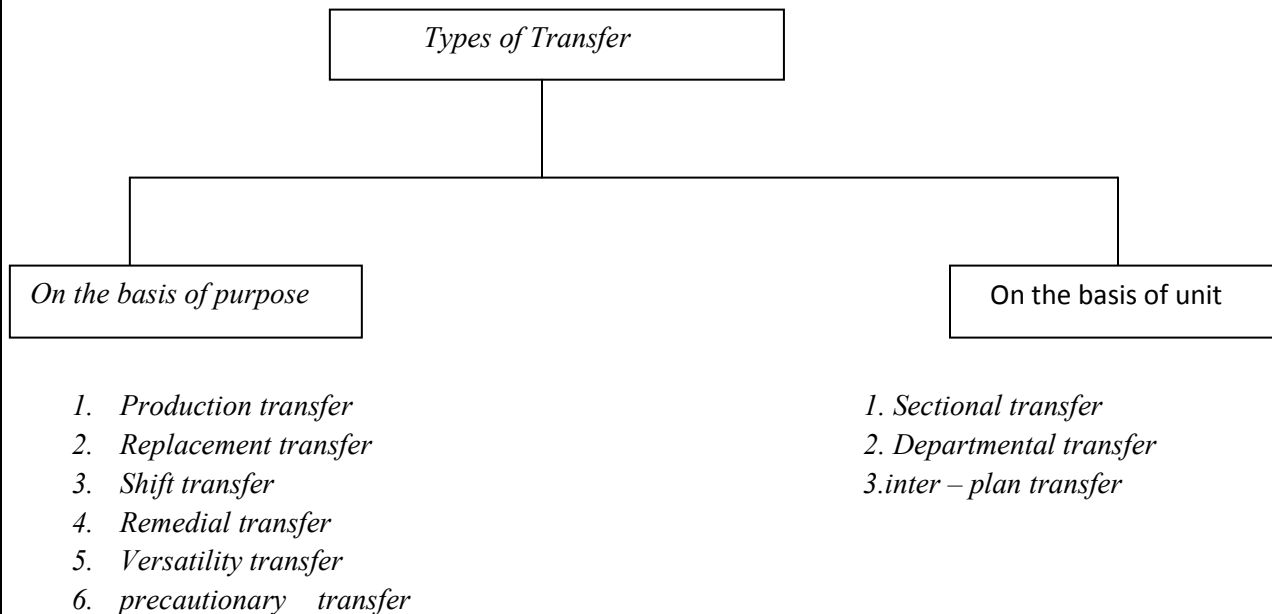 Types of Transfer
On the basis of purpose
On the basis of unit
1. Production transfer
2. Replacement transfer
3. Shift transfer
4. Remedial transfer
5. Versatility transfer
6. precautionary transfer
1. Sectional transfer
2. Departmental transfer
3.inter – plan transfer